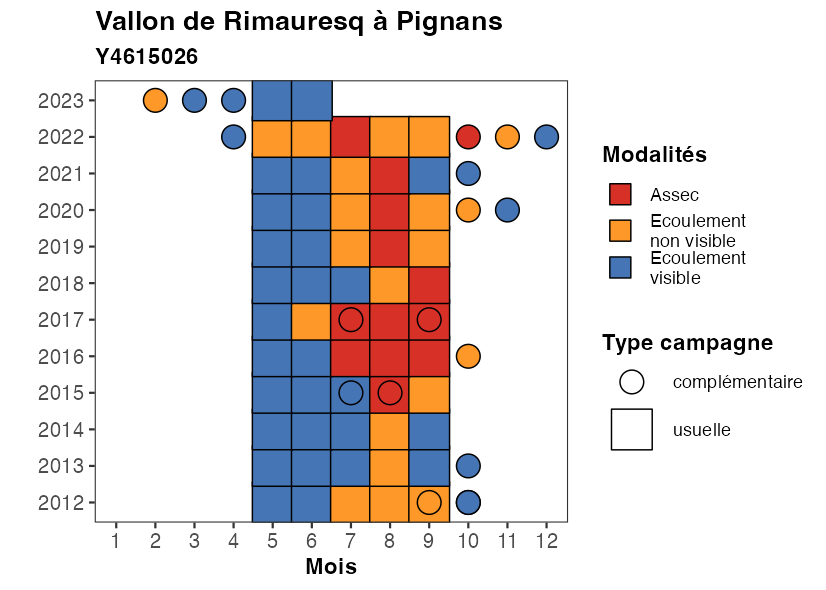 Vallon de Rimauresq à Pignans
Y4615026
2023
2022
2021
2020
2019
2018
2017
2016
2015
2014
2013
2012
1 2 3 4 5 6 7 8 9 10 11 12
Mois
Modalités
Assec
Ecoulement
non visible
Ecoulement
visible
Type campagne
complémentaire
usuelle